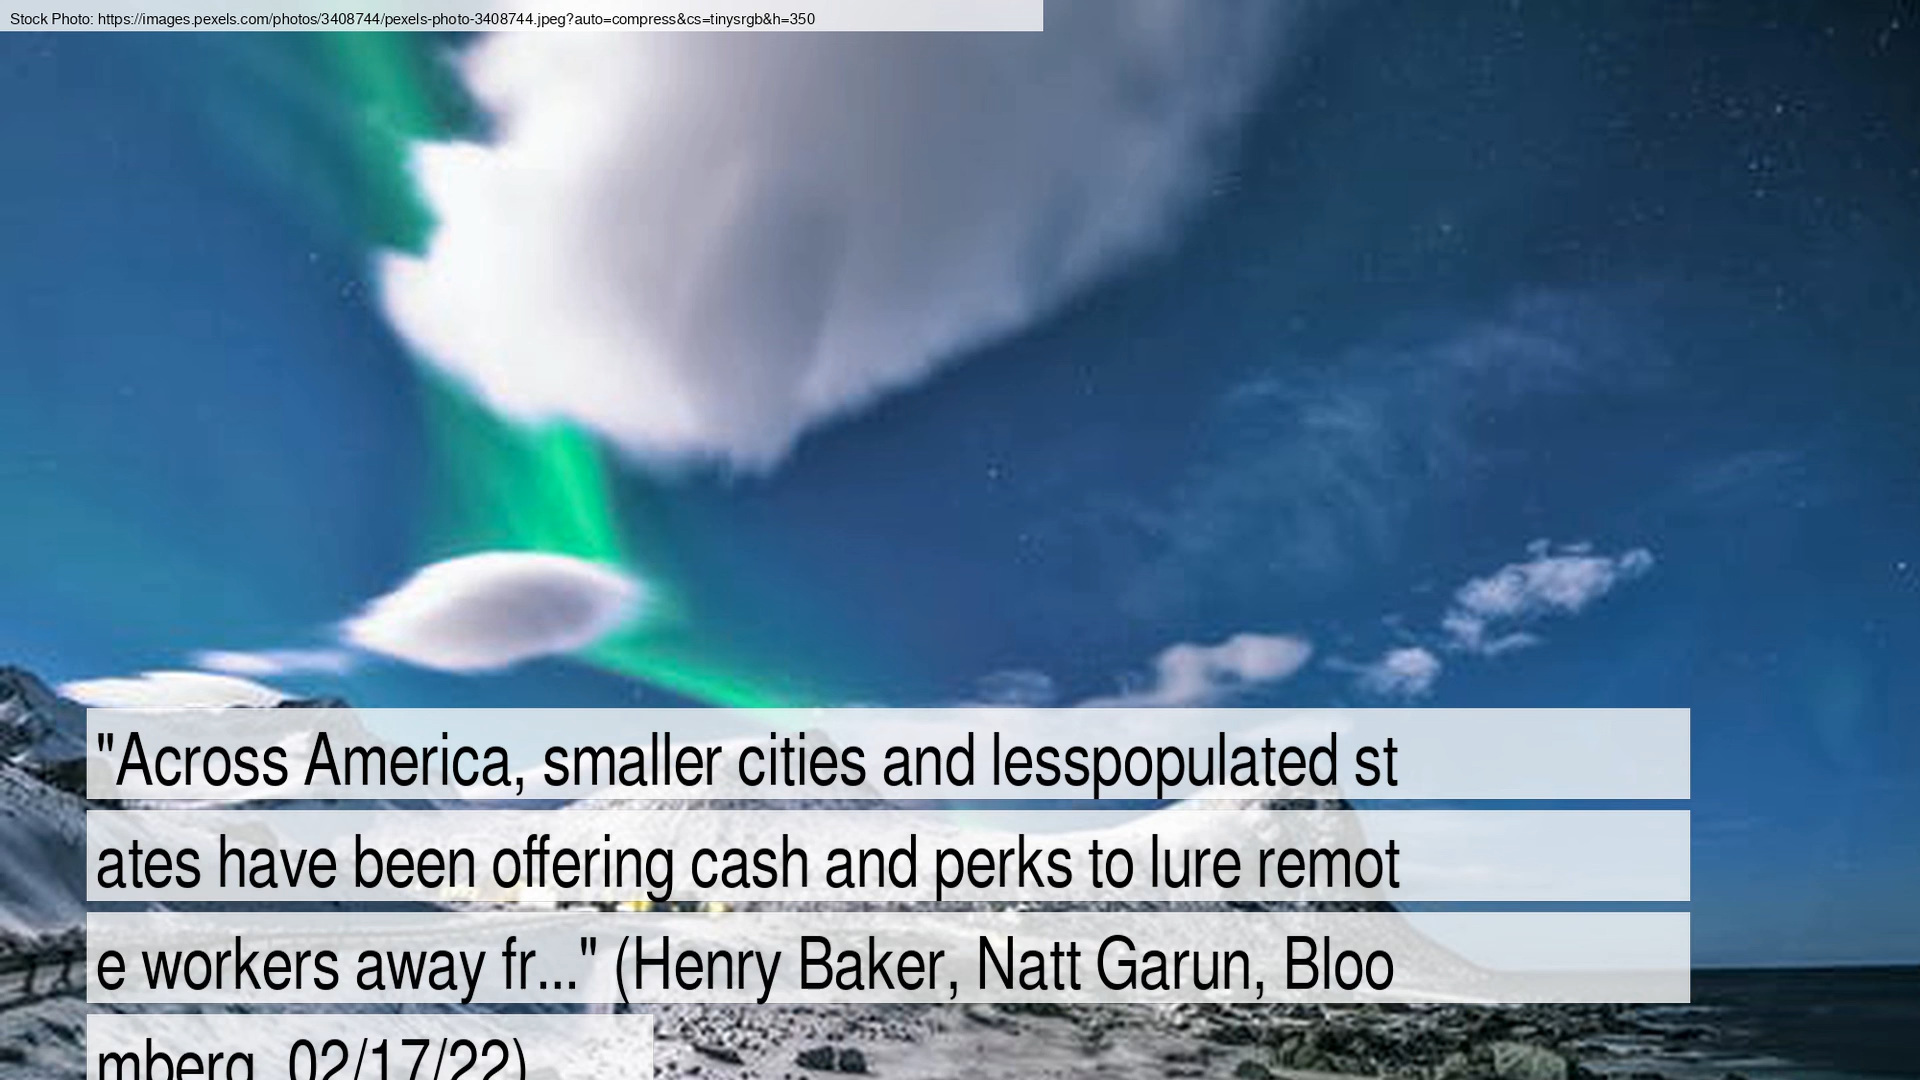 Stock Photo: https://images.pexels.com/photos/3408744/pexels-photo-3408744.jpeg?auto=compress&cs=tinysrgb&h=350
"Across America, smaller cities and lesspopulated st
ates have been offering cash and perks to lure remot
e workers away fr..." (Henry Baker, Natt Garun, Bloo
mberg, 02/17/22)